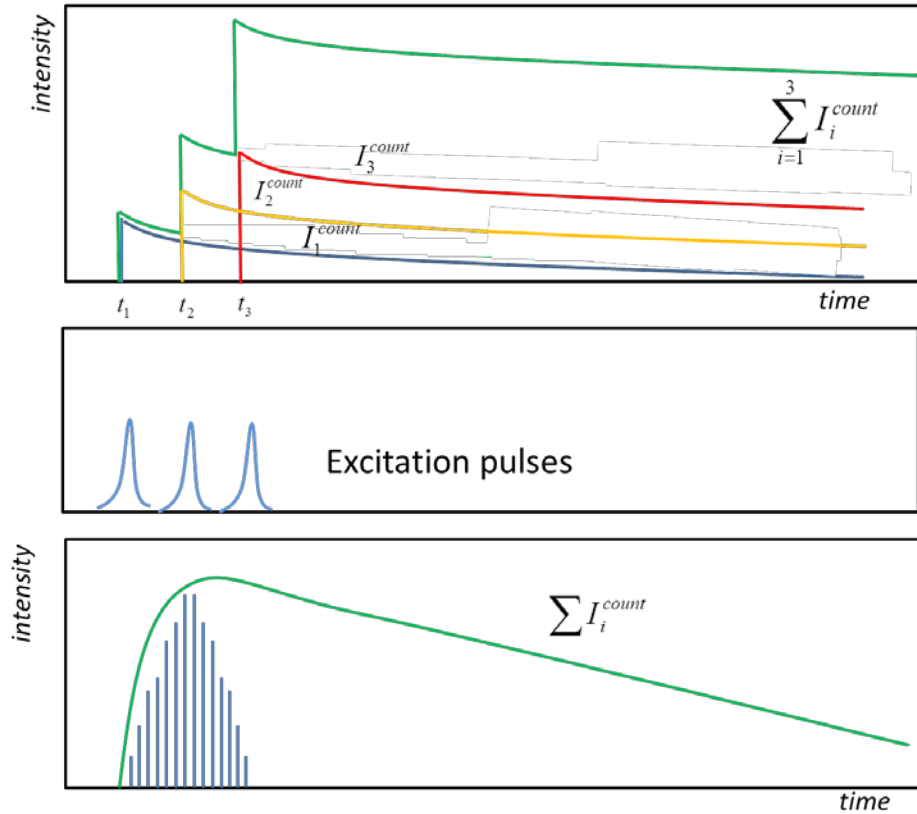 intensity
∑_{i=1}^{3} I_i^{count}
I_3^{count}
I_2^{count}
I_1^{count}
t_1 t_2 t_3
time
Excitation pulses
intensity
∑ I_i^{count}
time